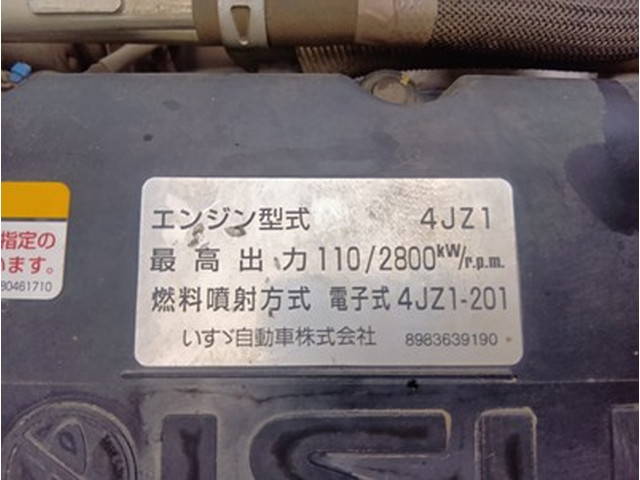 エンジン型式 4JZ1
最高出力 110/2800kW/r.p.m.
燃料噴射方式 電子式 4JZ1-201
いすゞ自動車株式会社 8983639190
指定の
います。
80461710